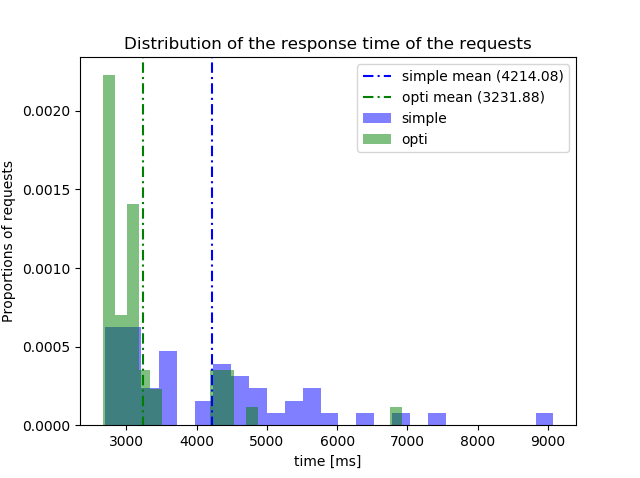 Distribution of the response time of the requests
simple mean (4214.08)
opti mean (3231.88)
simple
opti
Proportions of requests
0.0020
0.0015
0.0010
0.0005
0.0000
3000 4000 5000 6000 7000 8000 9000
time [ms]